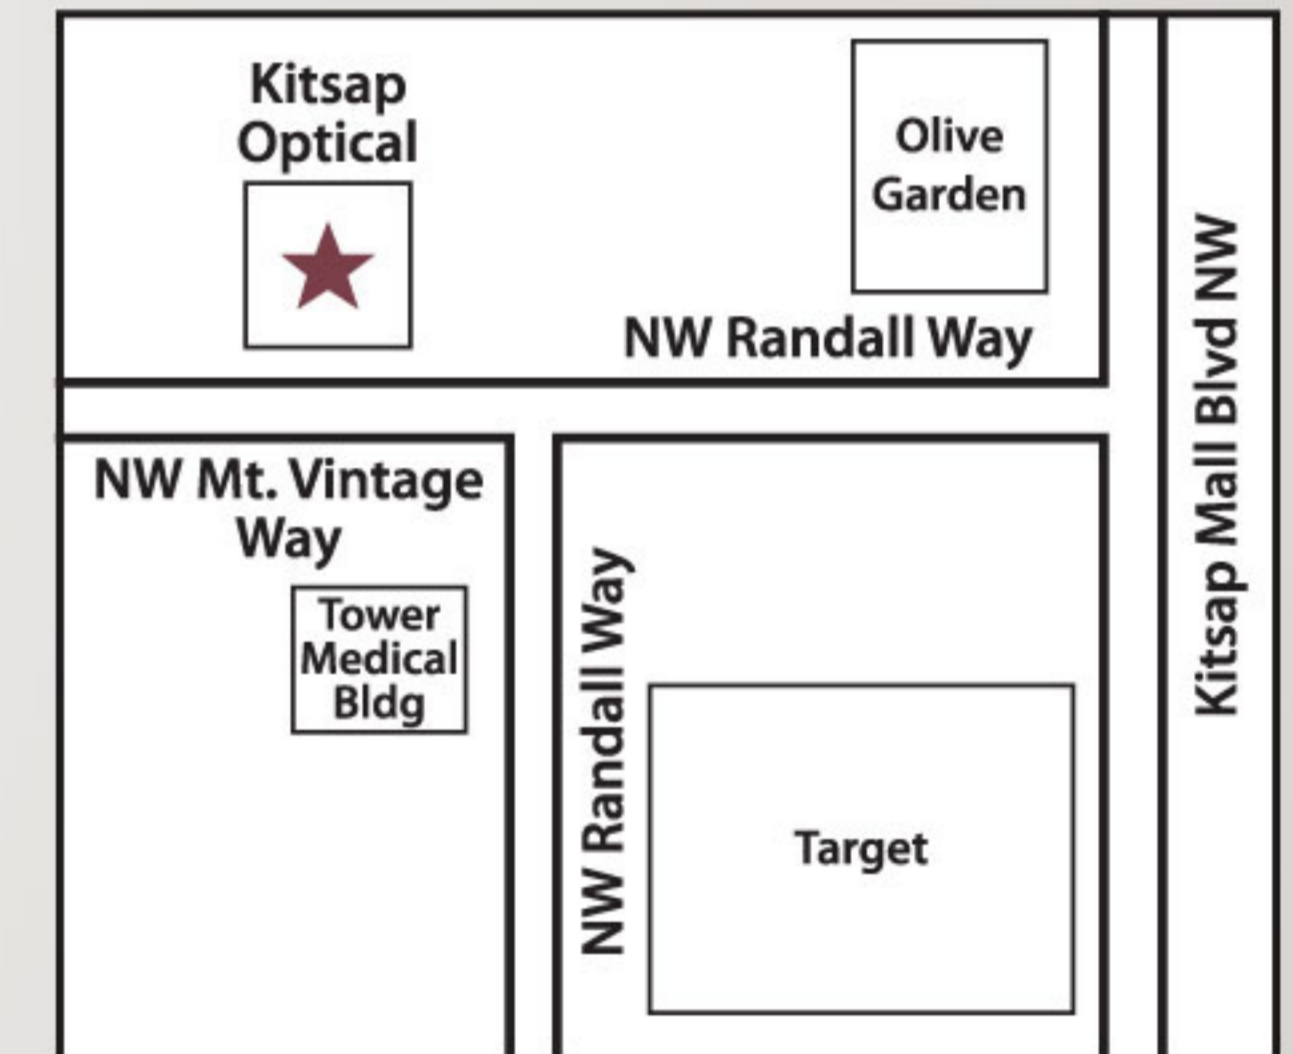 Kitsap
Optical
Olive
Garden
NW Randall Way
Kitsap Mall Blvd NW
NW Mt. Vintage
Way
Tower
Medical
Bldg
NW Randall Way
Target